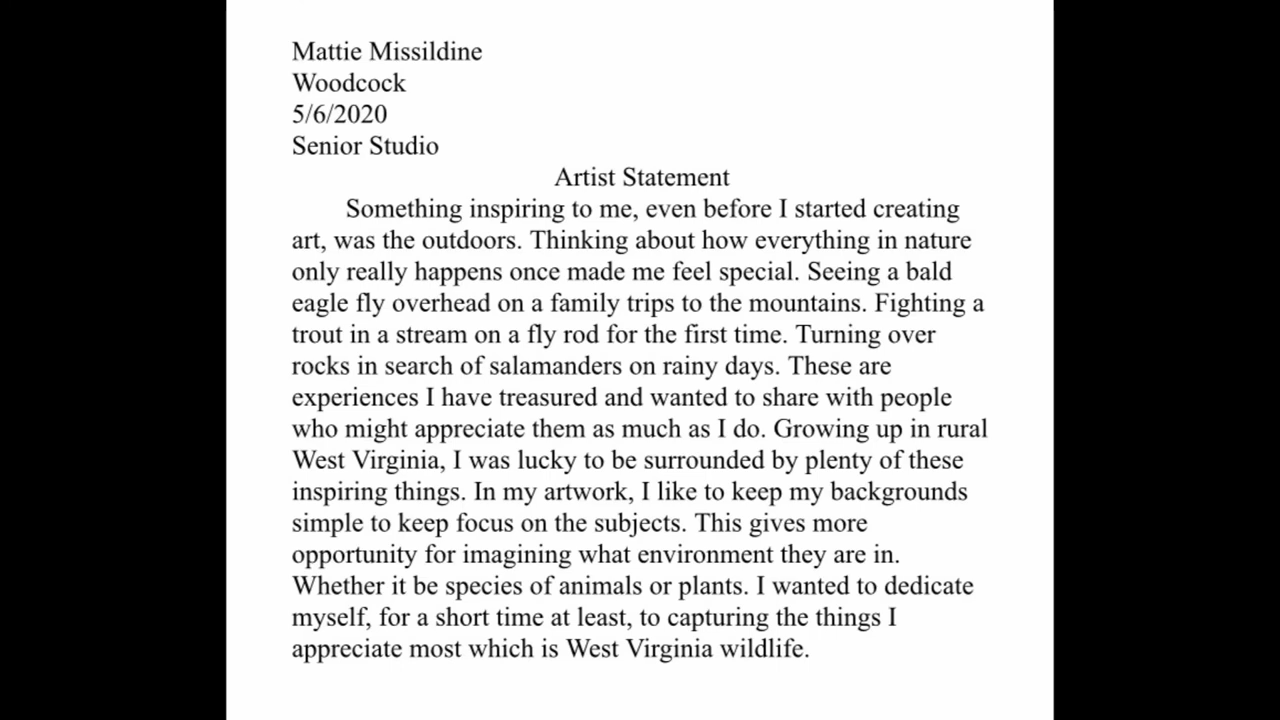 Mattie Missildine
Woodcock
5/6/2020
Senior Studio
Artist Statement
Something inspiring to me, even before I started creating
art, was the outdoors. Thinking about how everything in nature
only really happens once made me feel special. Seeing a bald
eagle fly overhead on a family trips to the mountains. Fighting a
trout in a stream on a fly rod for the first time. Turning over
rocks in search of salamanders on rainy days. These are
experiences I have treasured and wanted to share with people
who might appreciate them as much as I do. Growing up in rural
West Virginia, I was lucky to be surrounded by plenty of these
inspiring things. In my artwork, I like to keep my backgrounds
simple to keep focus on the subjects. This gives more
opportunity for imagining what environment they are in.
Whether it be species of animals or plants. I wanted to dedicate
myself, for a short time at least, to capturing the things I
appreciate most which is West Virginia wildlife.